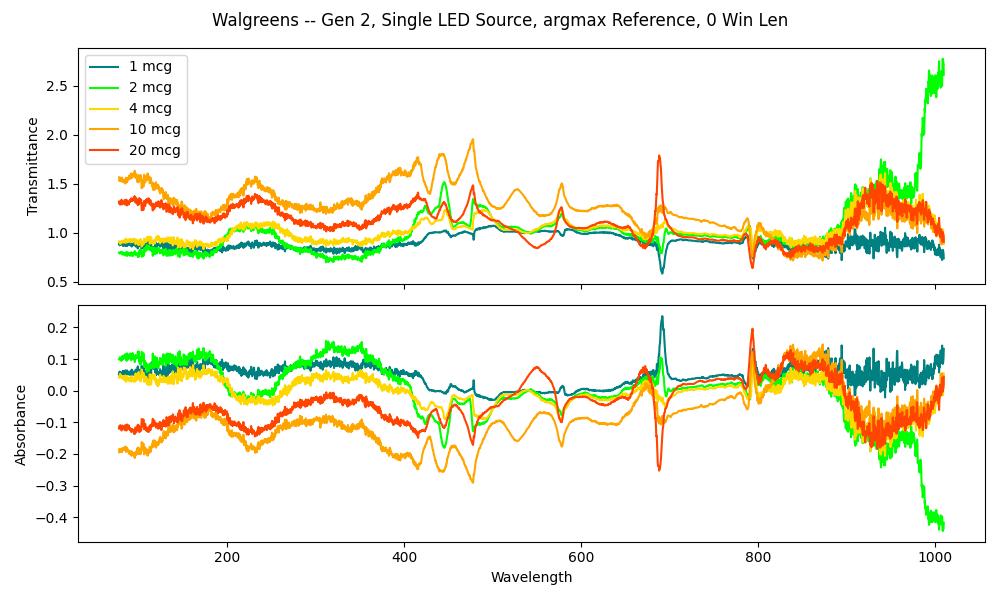 Walgreens -- Gen 2, Single LED Source, argmax Reference, 0 Win Len
1 mcg
2 mcg
4 mcg
10 mcg
20 mcg
Transmittance
2.5
2.0
1.5
1.0
0.5
Absorbance
0.2
0.1
0.0
−0.1
−0.2
−0.3
−0.4
200 400 600 800 1000
Wavelength